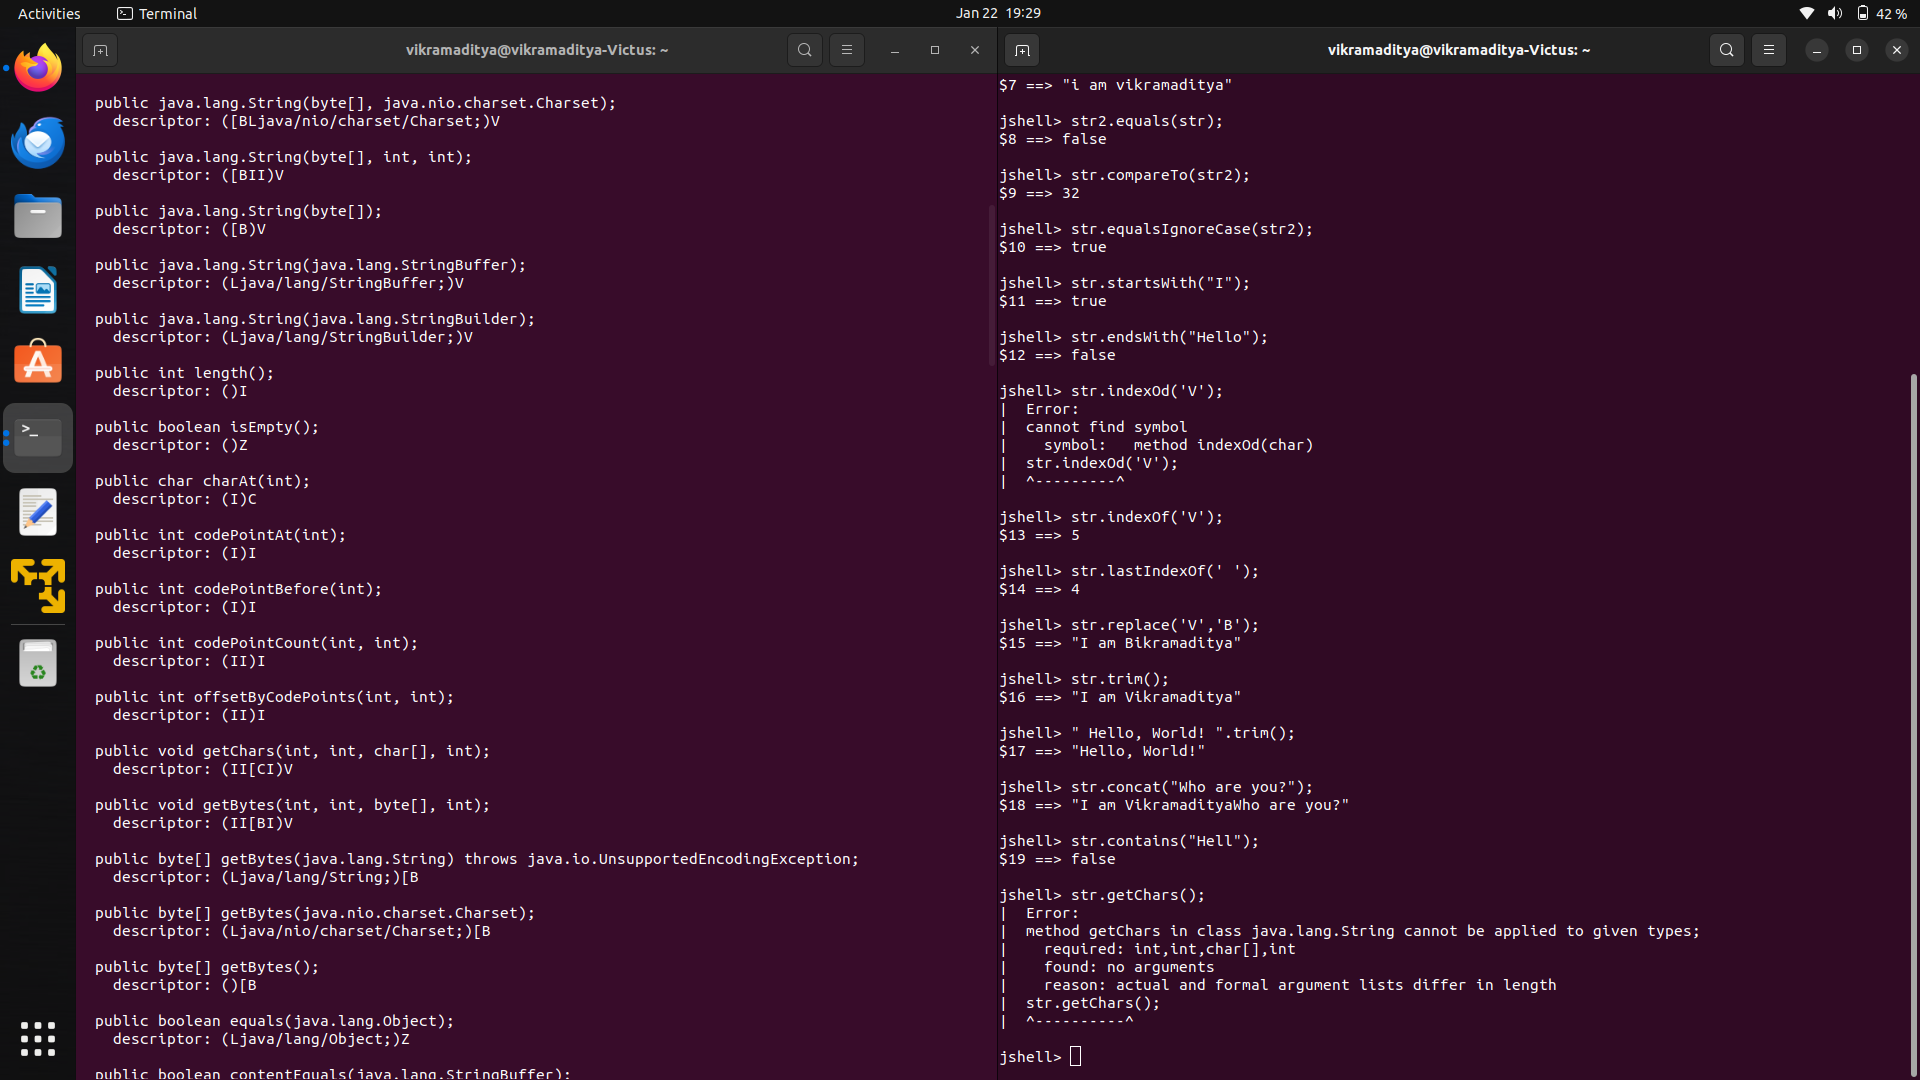 Activities
Terminal
Jan 22 19:29
42 %
vikramaditya@vikramaditya-Victus: ~
public java.lang.String(byte[], java.nio.charset.Charset);
descriptor: ([BLjava/nio/charset/Charset;)V
public java.lang.String(byte[], int, int);
descriptor: ([BII)V
public java.lang.String(byte[]);
descriptor: ([B)V
public java.lang.String(java.lang.StringBuffer);
descriptor: (Ljava/lang/StringBuffer;)V
public java.lang.String(java.lang.StringBuilder);
descriptor: (Ljava/lang/StringBuilder;)V
public int length();
descriptor: ()I
public boolean isEmpty();
descriptor: ()Z
public char charAt(int);
descriptor: (I)C
public int codePointAt(int);
descriptor: (I)I
public int codePointBefore(int);
descriptor: (I)I
public int codePointCount(int, int);
descriptor: (II)I
public int offsetByCodePoints(int, int);
descriptor: (II)I
public void getChars(int, int, char[], int);
descriptor: (II[CI)V
public void getBytes(int, int, byte[], int);
descriptor: (II[BI)V
public byte[] getBytes(java.lang.String) throws java.io.UnsupportedEncodingException;
descriptor: (Ljava/lang/String;)[B
public byte[] getBytes(java.nio.charset.Charset);
descriptor: (Ljava/nio/charset/Charset;)[B
public byte[] getBytes();
descriptor: ()[B
public boolean equals(java.lang.Object);
descriptor: (Ljava/lang/Object;)Z
public boolean contentEquals(java.lang.StringBuffer);
vikramaditya@vikramaditya-Victus: ~
$7 ==> "i am vikramaditya"
jshell> str2.equals(str);
$8 ==> false
jshell> str.compareTo(str2);
$9 ==> 32
jshell> str.equalsIgnoreCase(str2);
$10 ==> true
jshell> str.startsWith("I");
$11 ==> true
jshell> str.endsWith("Hello");
$12 ==> false
jshell> str.indexOd('V');
| Error:
| cannot find symbol
| symbol: method indexOd(char)
| str.indexOd('V');
| ^---------^
jshell> str.indexOf('V');
$13 ==> 5
jshell> str.lastIndexOf(' ');
$14 ==> 4
jshell> str.replace('V','B');
$15 ==> "I am Bikramaditya"
jshell> str.trim();
$16 ==> "I am Vikramaditya"
jshell> " Hello, World! ".trim();
$17 ==> "Hello, World!"
jshell> str.concat("Who are you?");
$18 ==> "I am VikramadityaWho are you?"
jshell> str.contains("Hell");
$19 ==> false
jshell> str.getChars();
| Error:
| method getChars in class java.lang.String cannot be applied to given types;
| required: int,int,char[],int
| found: no arguments
| reason: actual and formal argument lists differ in length
| str.getChars();
| ^----------^
jshell>